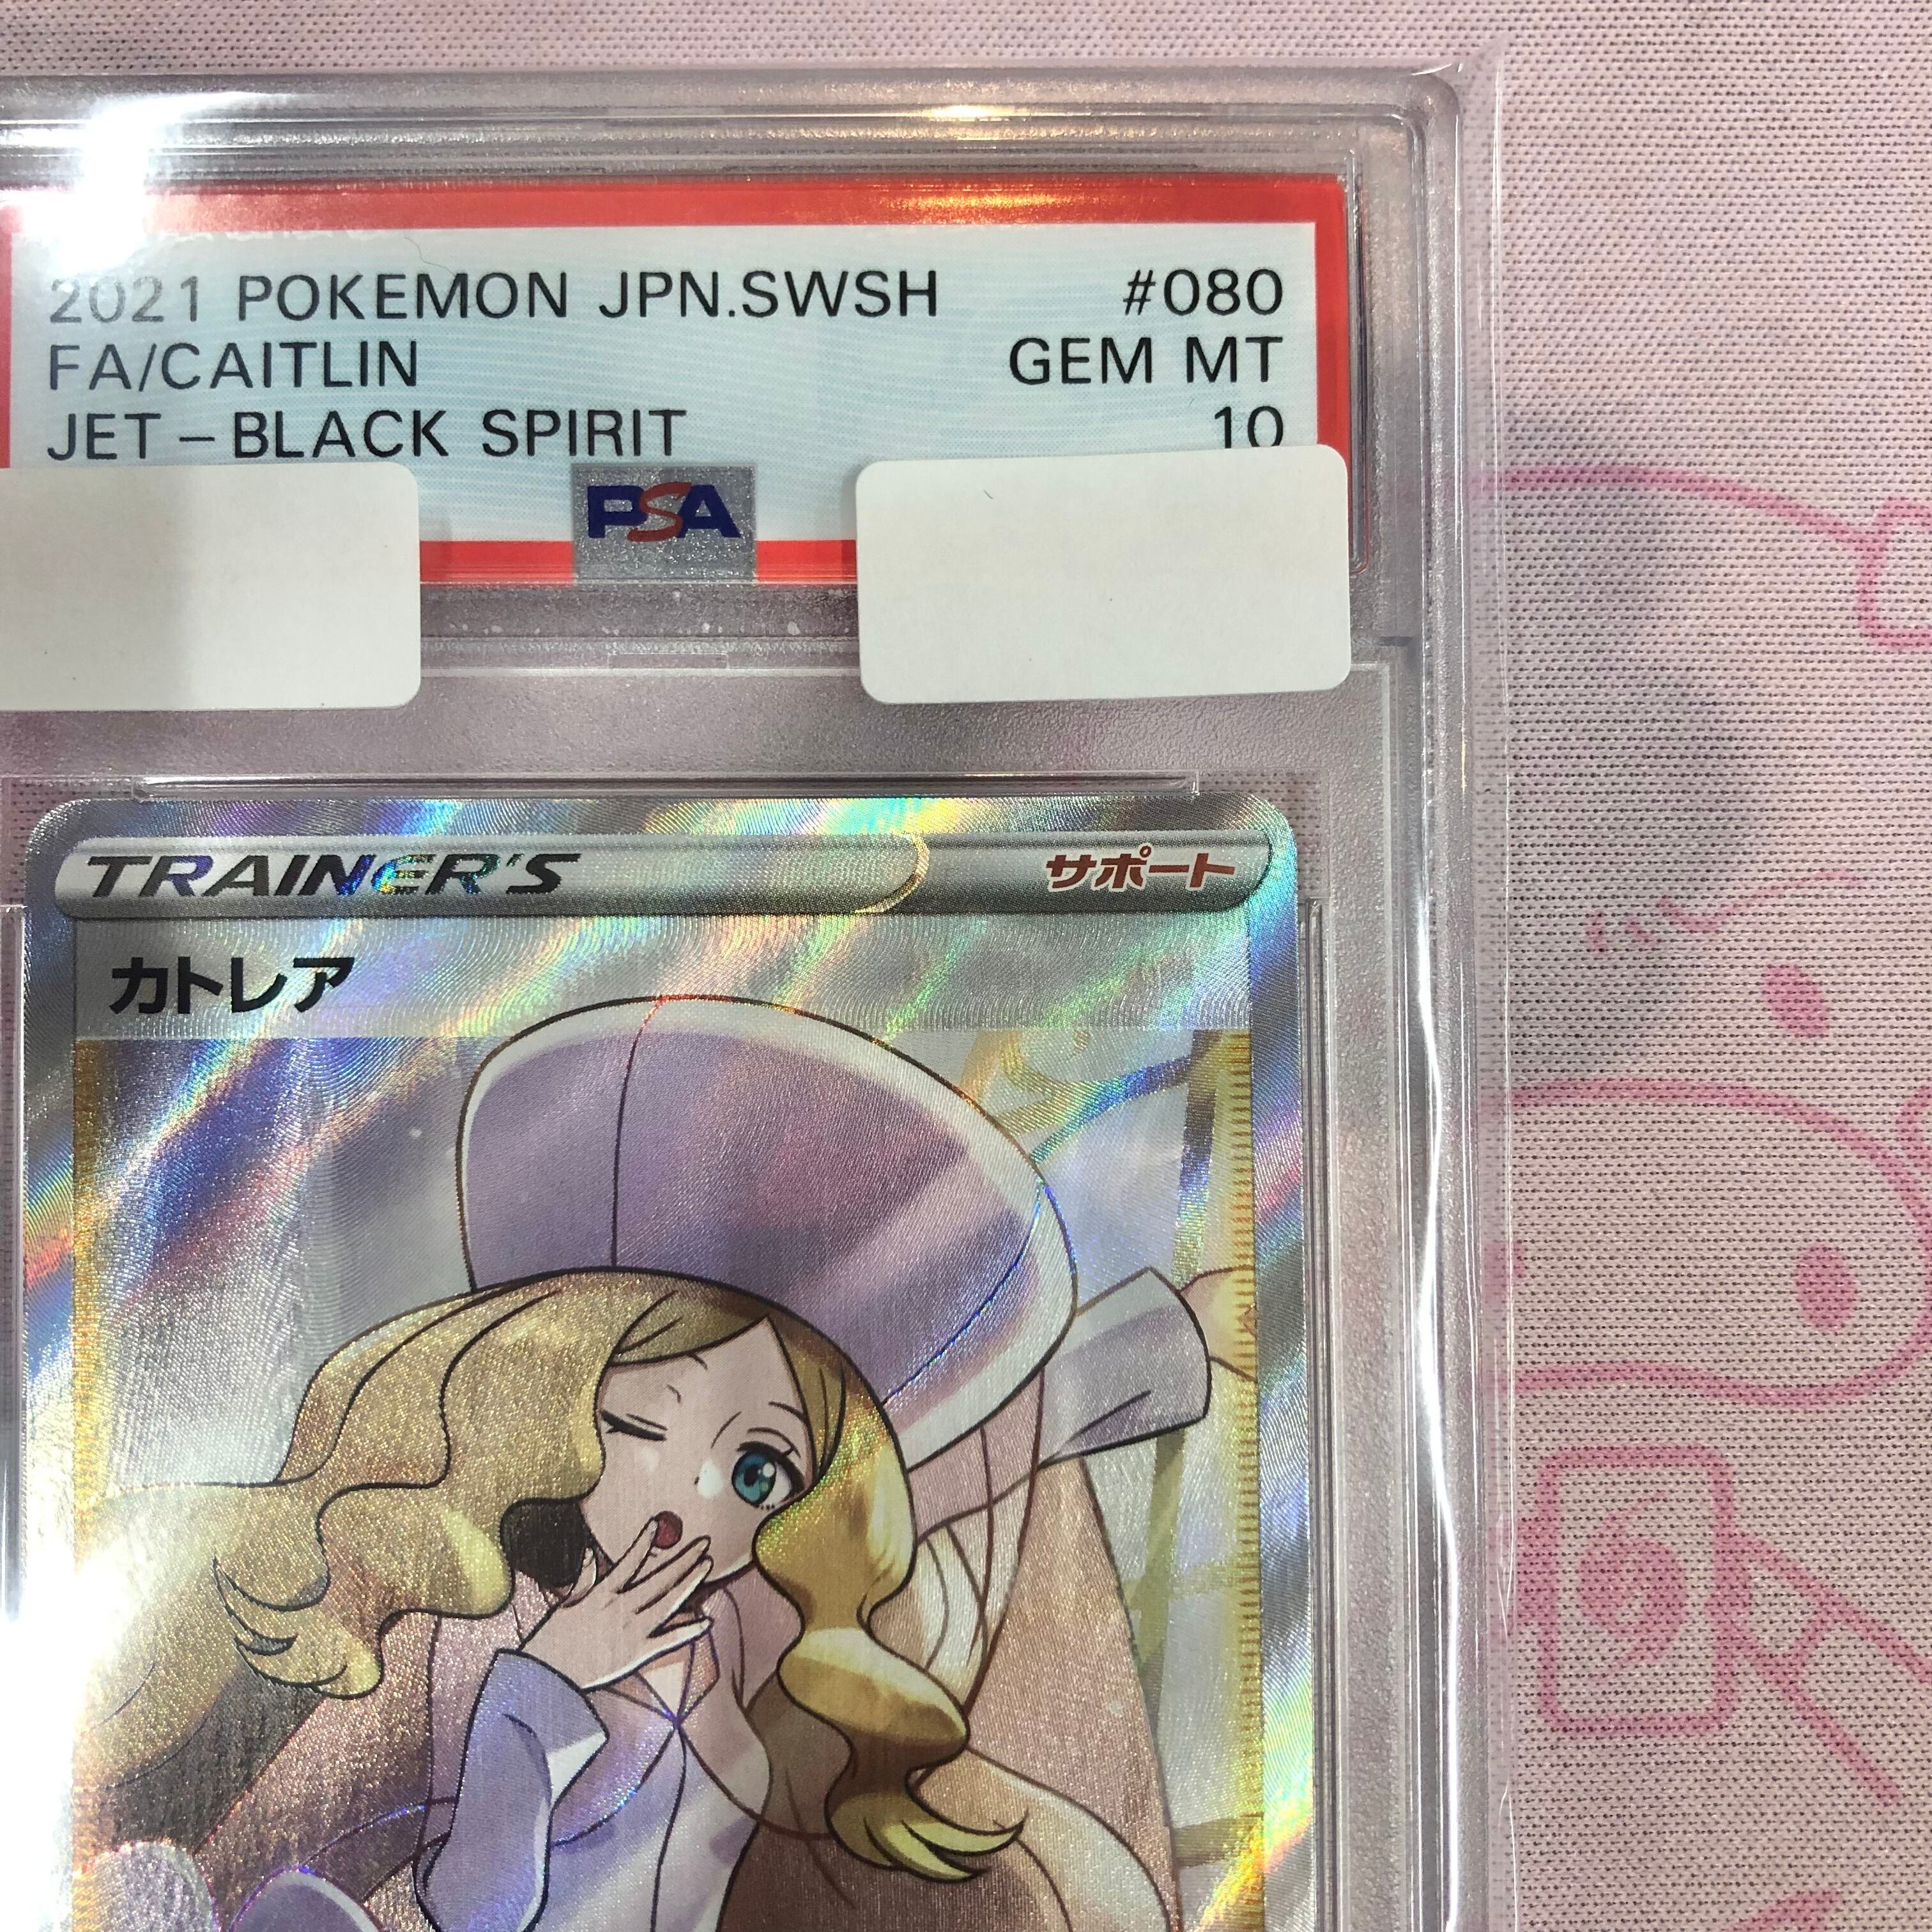 2021 POKEMON JPN.SWSH #080
FA/CAITLIN GEM MT
JET-BLACK SPIRIT 10
PSA
TRAINER'S サポート
カトレア